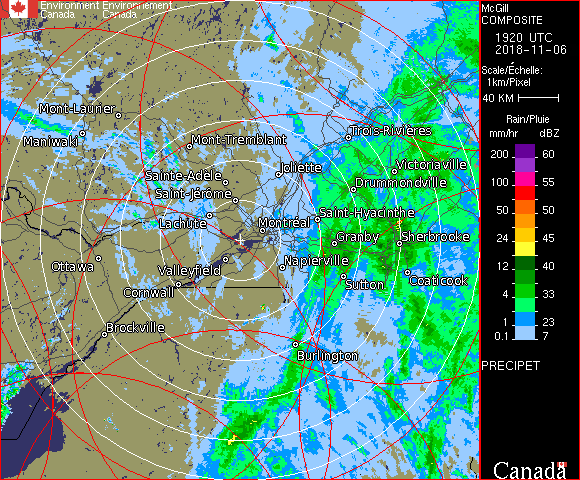 Environment Environnement
Canada Canada
McGill
COMPOSITE
1920 UTC
2018-11-06
Scale/Échelle:
1km/Pixel
40 KM
Rain/Pluie
mm/hr dBZ
200 60
100 55
50 50
24 45
12 40
4 33
1 23
0.1 7
PRECIPET
Canada
Mont-Laurier
Maniwaki
Mont-Tremblant
Trois-Rivières
Sainte-Adèle
Joliette
Victoriaville
Saint-Jérôme
Drummondville
Lachute
Montréal
Saint-Hyacinthe
Granby
Sherbrooke
Ottawa
Valleyfield
Napierville
Cornwall
Sutton
Coaticook
Brockville
Burlington